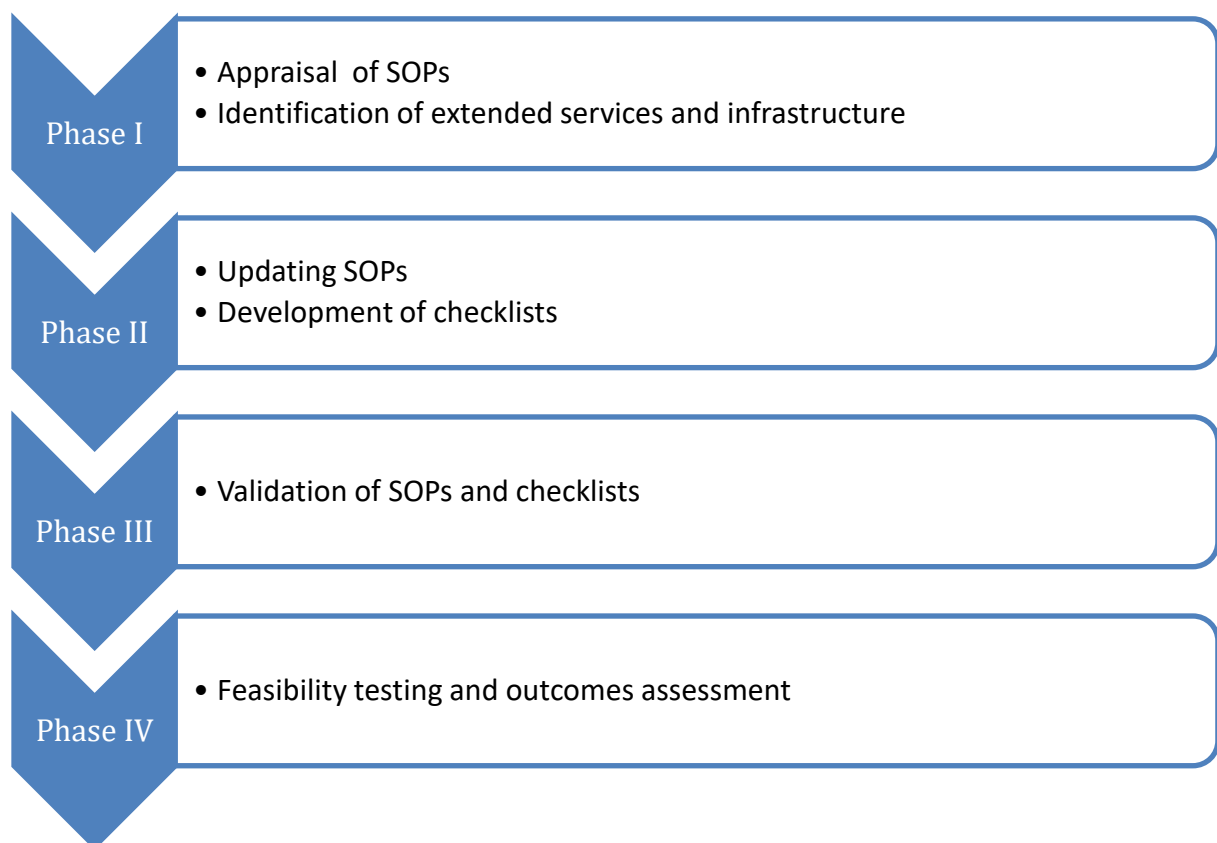 Phase I
• Appraisal  of SOPs
• Identification of extended services and infrastructure
Phase II
• Updating SOPs
• Development of checklists
Phase III
• Validation of SOPs and checklists
Phase IV
• Feasibility testing and outcomes assessment